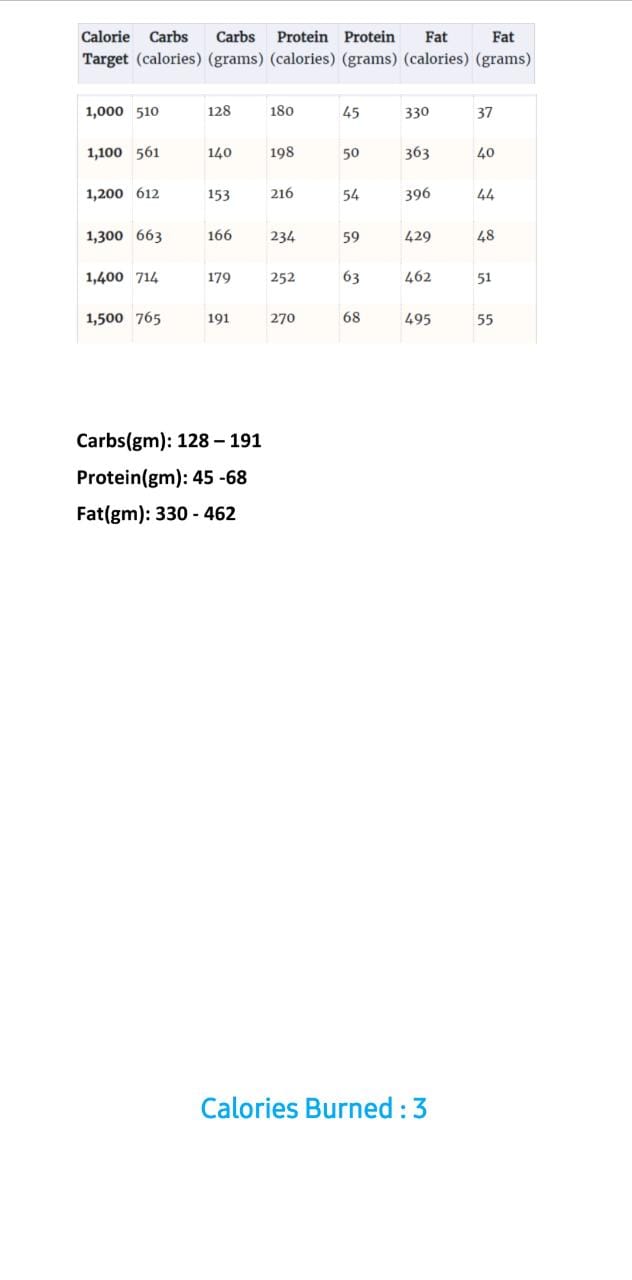 Calorie Carbs Carbs Protein Protein Fat Fat
Target (calories) (grams) (calories) (grams) (calories) (grams)
1,000 510 128 180 45 330 37
1,100 561 140 198 50 363 40
1,200 612 153 216 54 396 44
1,300 663 166 234 59 429 48
1,400 714 179 252 63 462 51
1,500 765 191 270 68 495 55
Carbs(gm): 128 – 191
Protein(gm): 45 -68
Fat(gm): 330 - 462
Calories Burned : 3